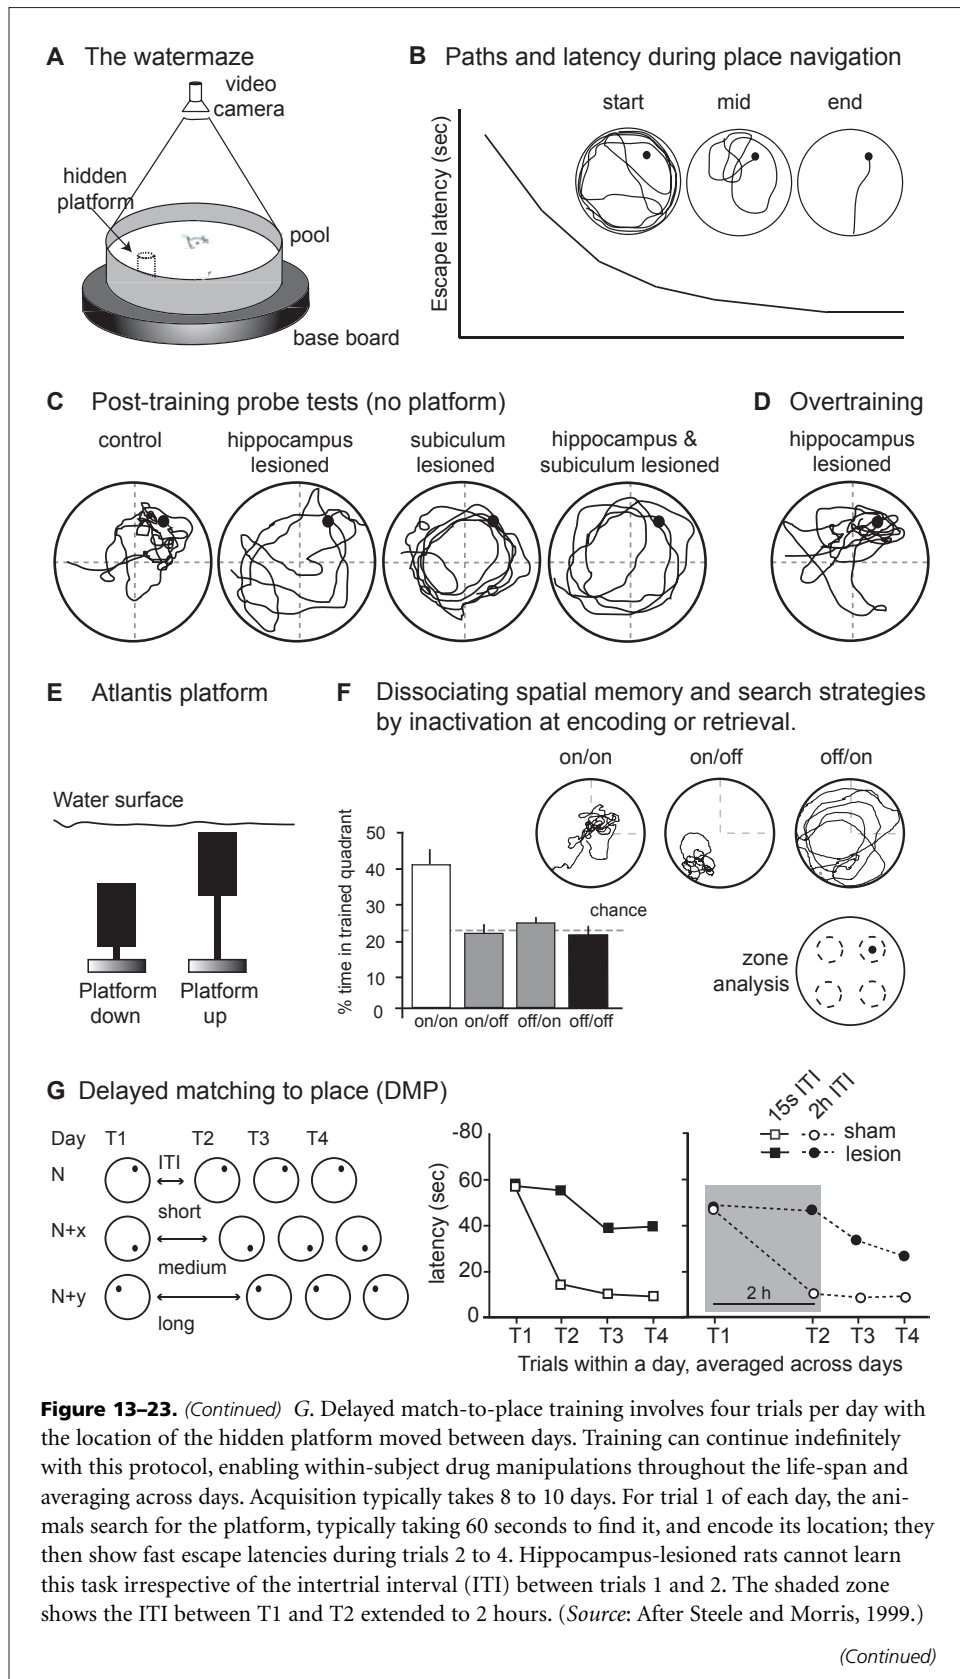 A The watermaze
video
camera
hidden
platform
pool
base board
B Paths and latency during place navigation
start mid end
Escape latency (sec)
C Post-training probe tests (no platform)
control
hippocampus
lesioned
subiculum
lesioned
hippocampus &
subiculum lesioned
D Overtraining
hippocampus
lesioned
E Atlantis platform
Water surface
Platform
down
Platform
up
F Dissociating spatial memory and search strategies
by inactivation at encoding or retrieval.
on/on on/off off/on
% time in trained quadrant
50
40
30
20
10
0
chance
on/on on/off off/on off/off
zone
analysis
G Delayed matching to place (DMP)
Day T1 T2 T3 T4
N ITI
short
N+x
medium
N+y
long
latency (sec)
-80
60
40
20
0
T1 T2 T3 T4
15s ITI
2h ITI
sham
lesion
2 h
T1 T2 T3 T4
Trials within a day, averaged across days
Figure 13–23. (Continued) G. Delayed match-to-place training involves four trials per day with
the location of the hidden platform moved between days. Training can continue indefinitely
with this protocol, enabling within-subject drug manipulations throughout the life-span and
averaging across days. Acquisition typically takes 8 to 10 days. For trial 1 of each day, the ani-
mals search for the platform, typically taking 60 seconds to find it, and encode its location; they
then show fast escape latencies during trials 2 to 4. Hippocampus-lesioned rats cannot learn
this task irrespective of the intertrial interval (ITI) between trials 1 and 2. The shaded zone
shows the ITI between T1 and T2 extended to 2 hours. (Source: After Steele and Morris, 1999.)
(Continued)